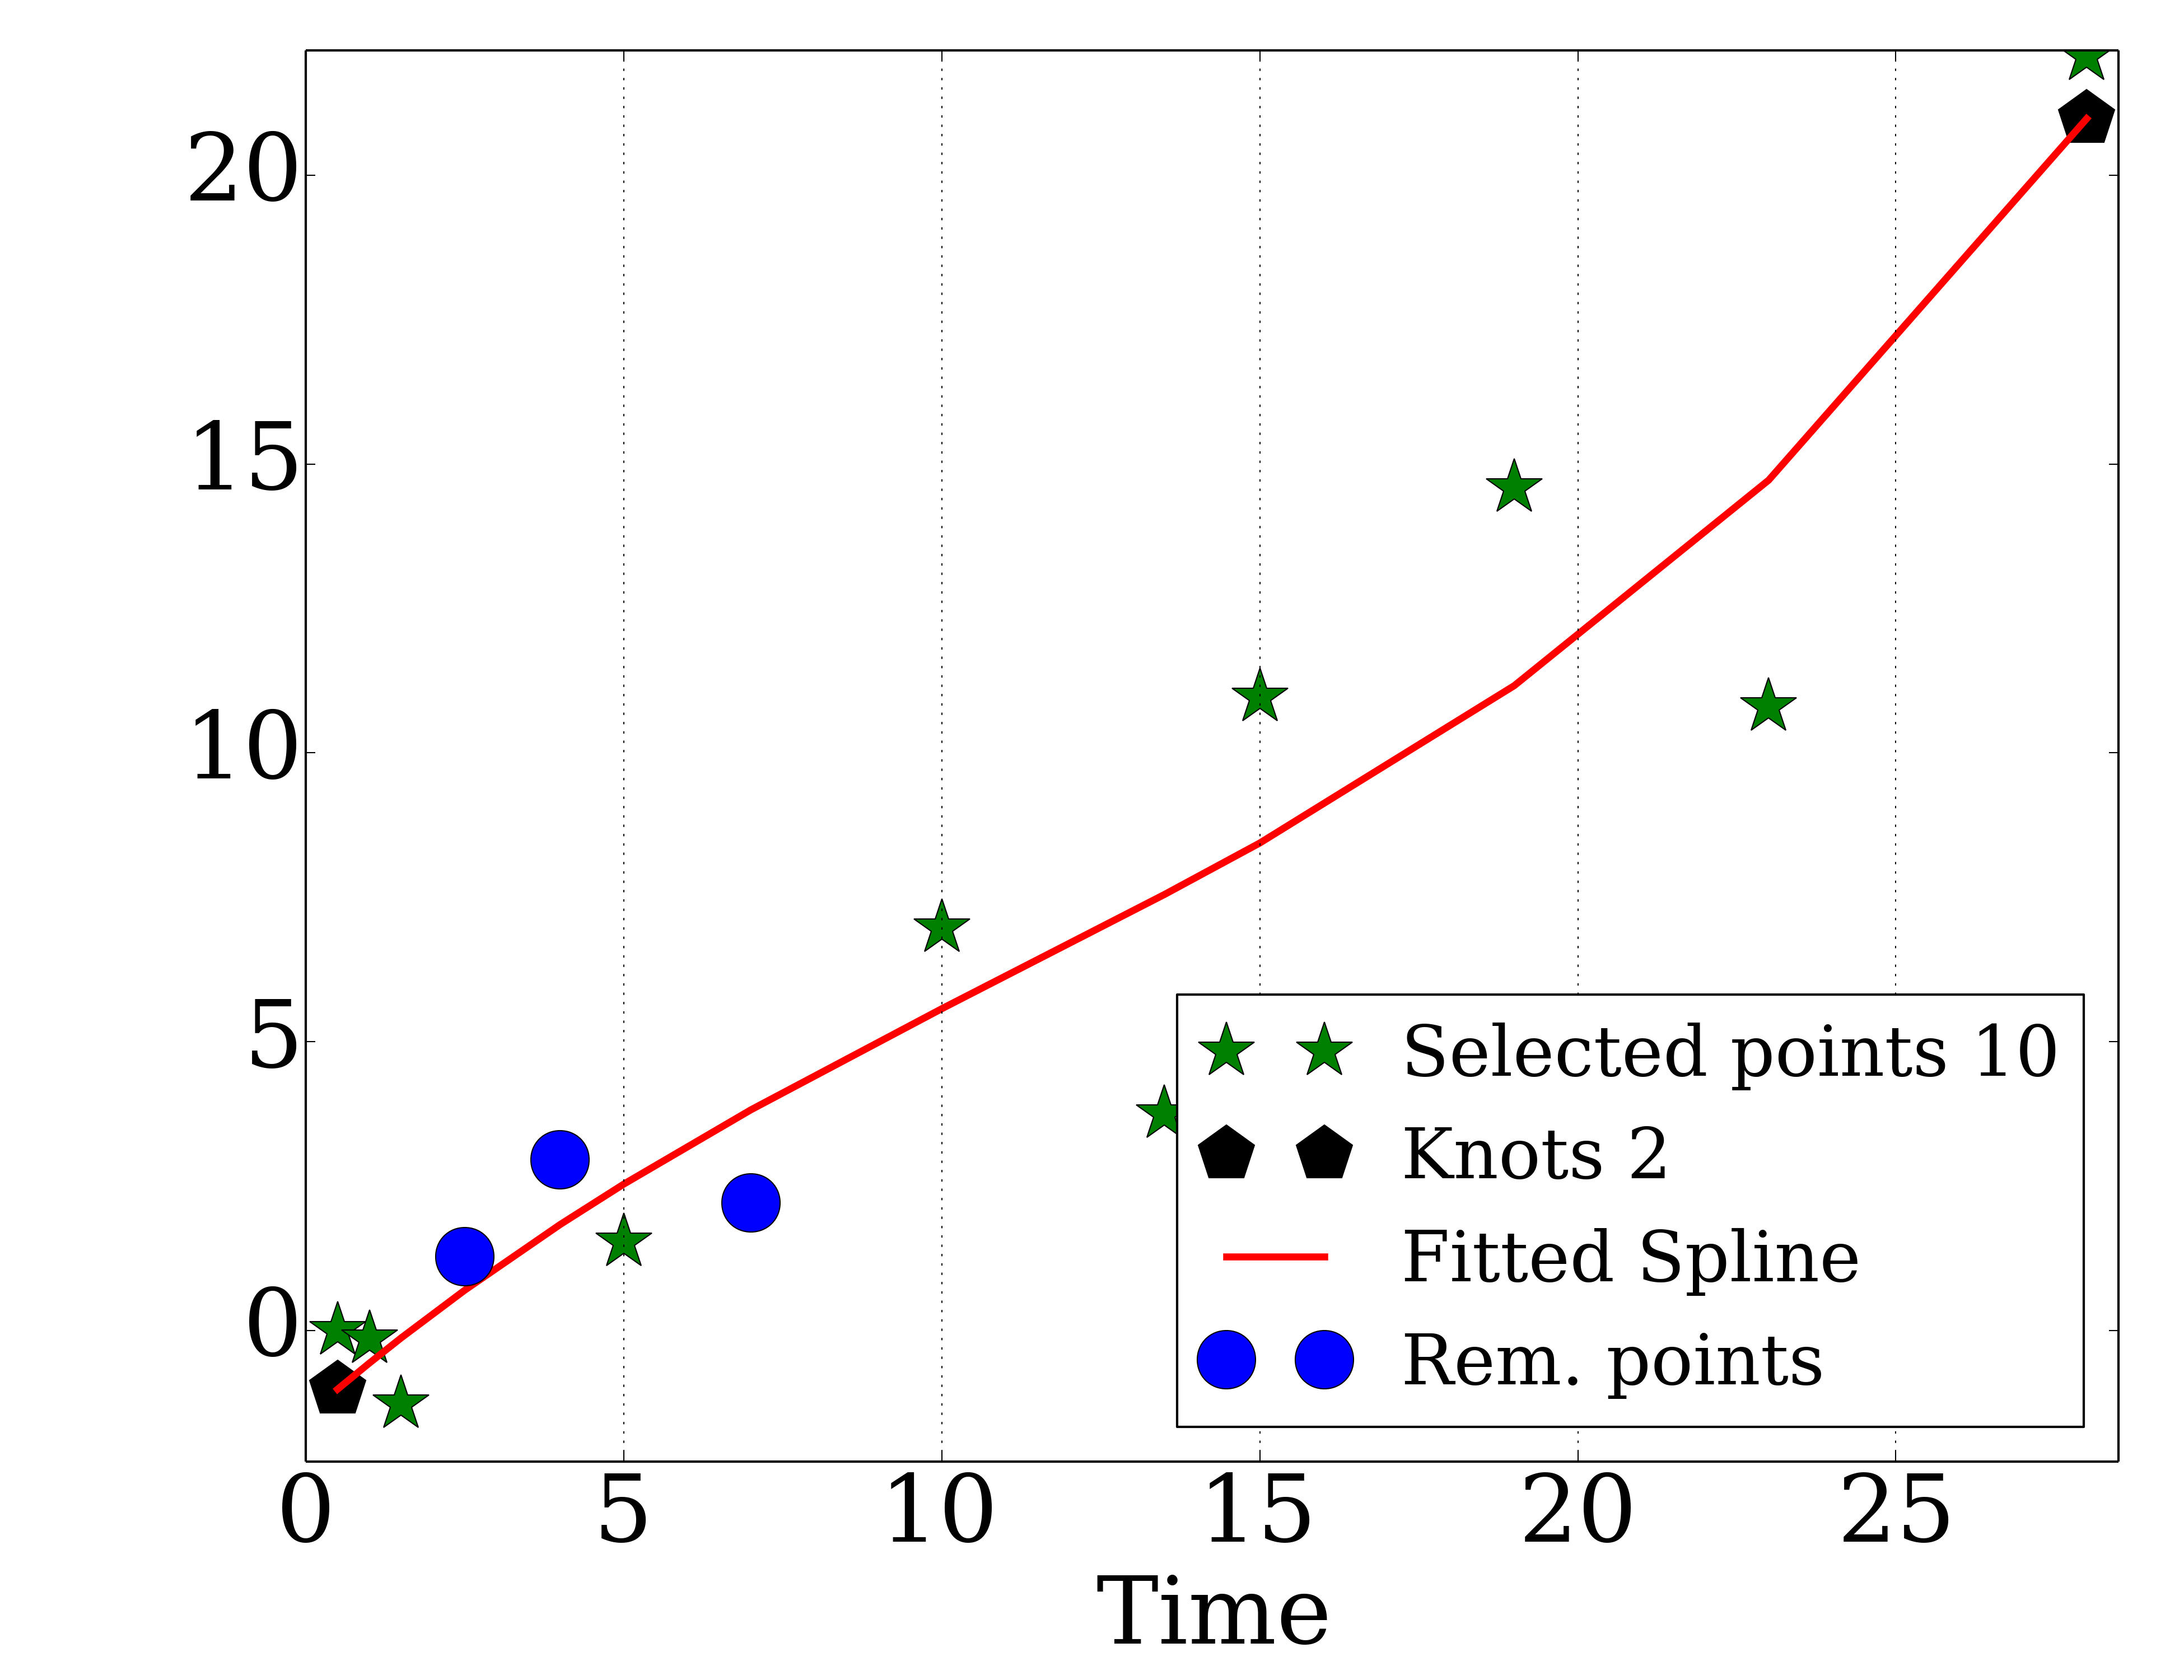 20
15
10
5
0
Selected points 10
Knots 2
Fitted Spline
Rem. points
0 5 10 15 20 25
Time